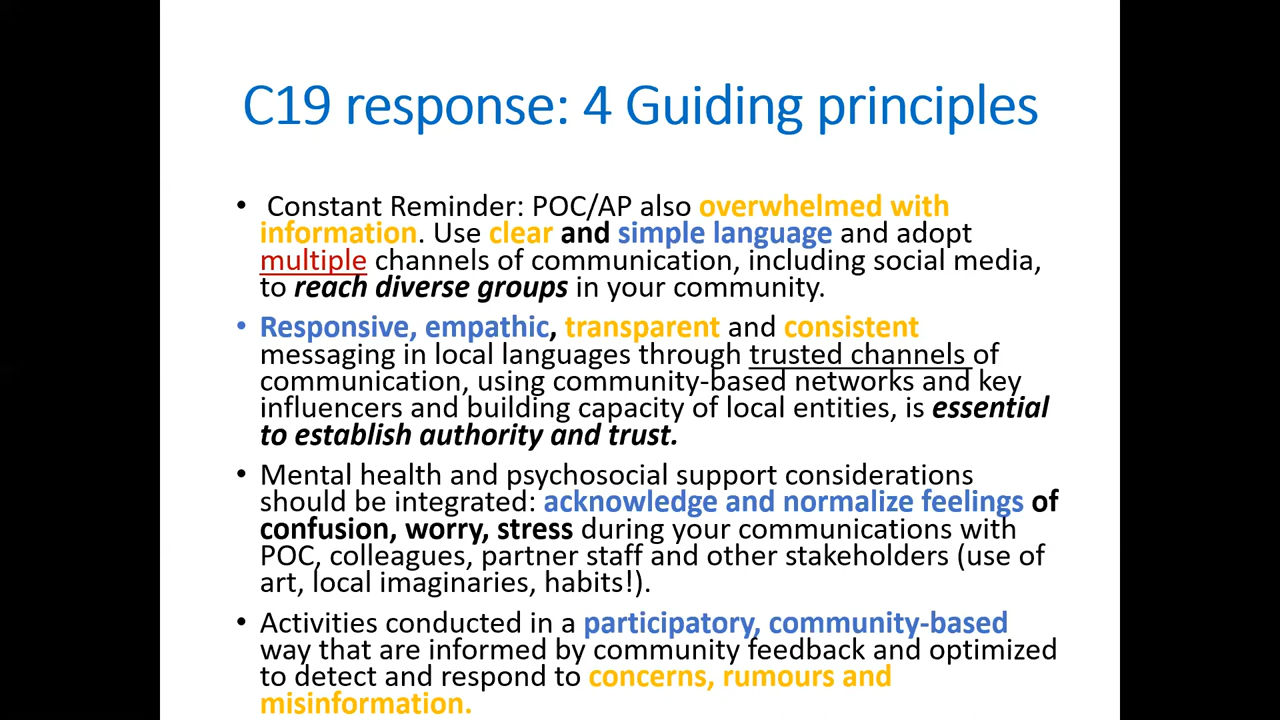 C19 response: 4 Guiding principles
• Constant Reminder: POC/AP also overwhelmed with
information. Use clear and simple language and adopt
multiple channels of communication, including social media,
to reach diverse groups in your community.
• Responsive, empathic, transparent and consistent
messaging in local languages through trusted channels of
communication, using community-based networks and key
influencers and building capacity of local entities, is essential
to establish authority and trust.
• Mental health and psychosocial support considerations
should be integrated: acknowledge and normalize feelings of
confusion, worry, stress during your communications with
POC, colleagues, partner staff and other stakeholders (use of
art, local imaginaries, habits!).
• Activities conducted in a participatory, community-based
way that are informed by community feedback and optimized
to detect and respond to concerns, rumours and
misinformation.